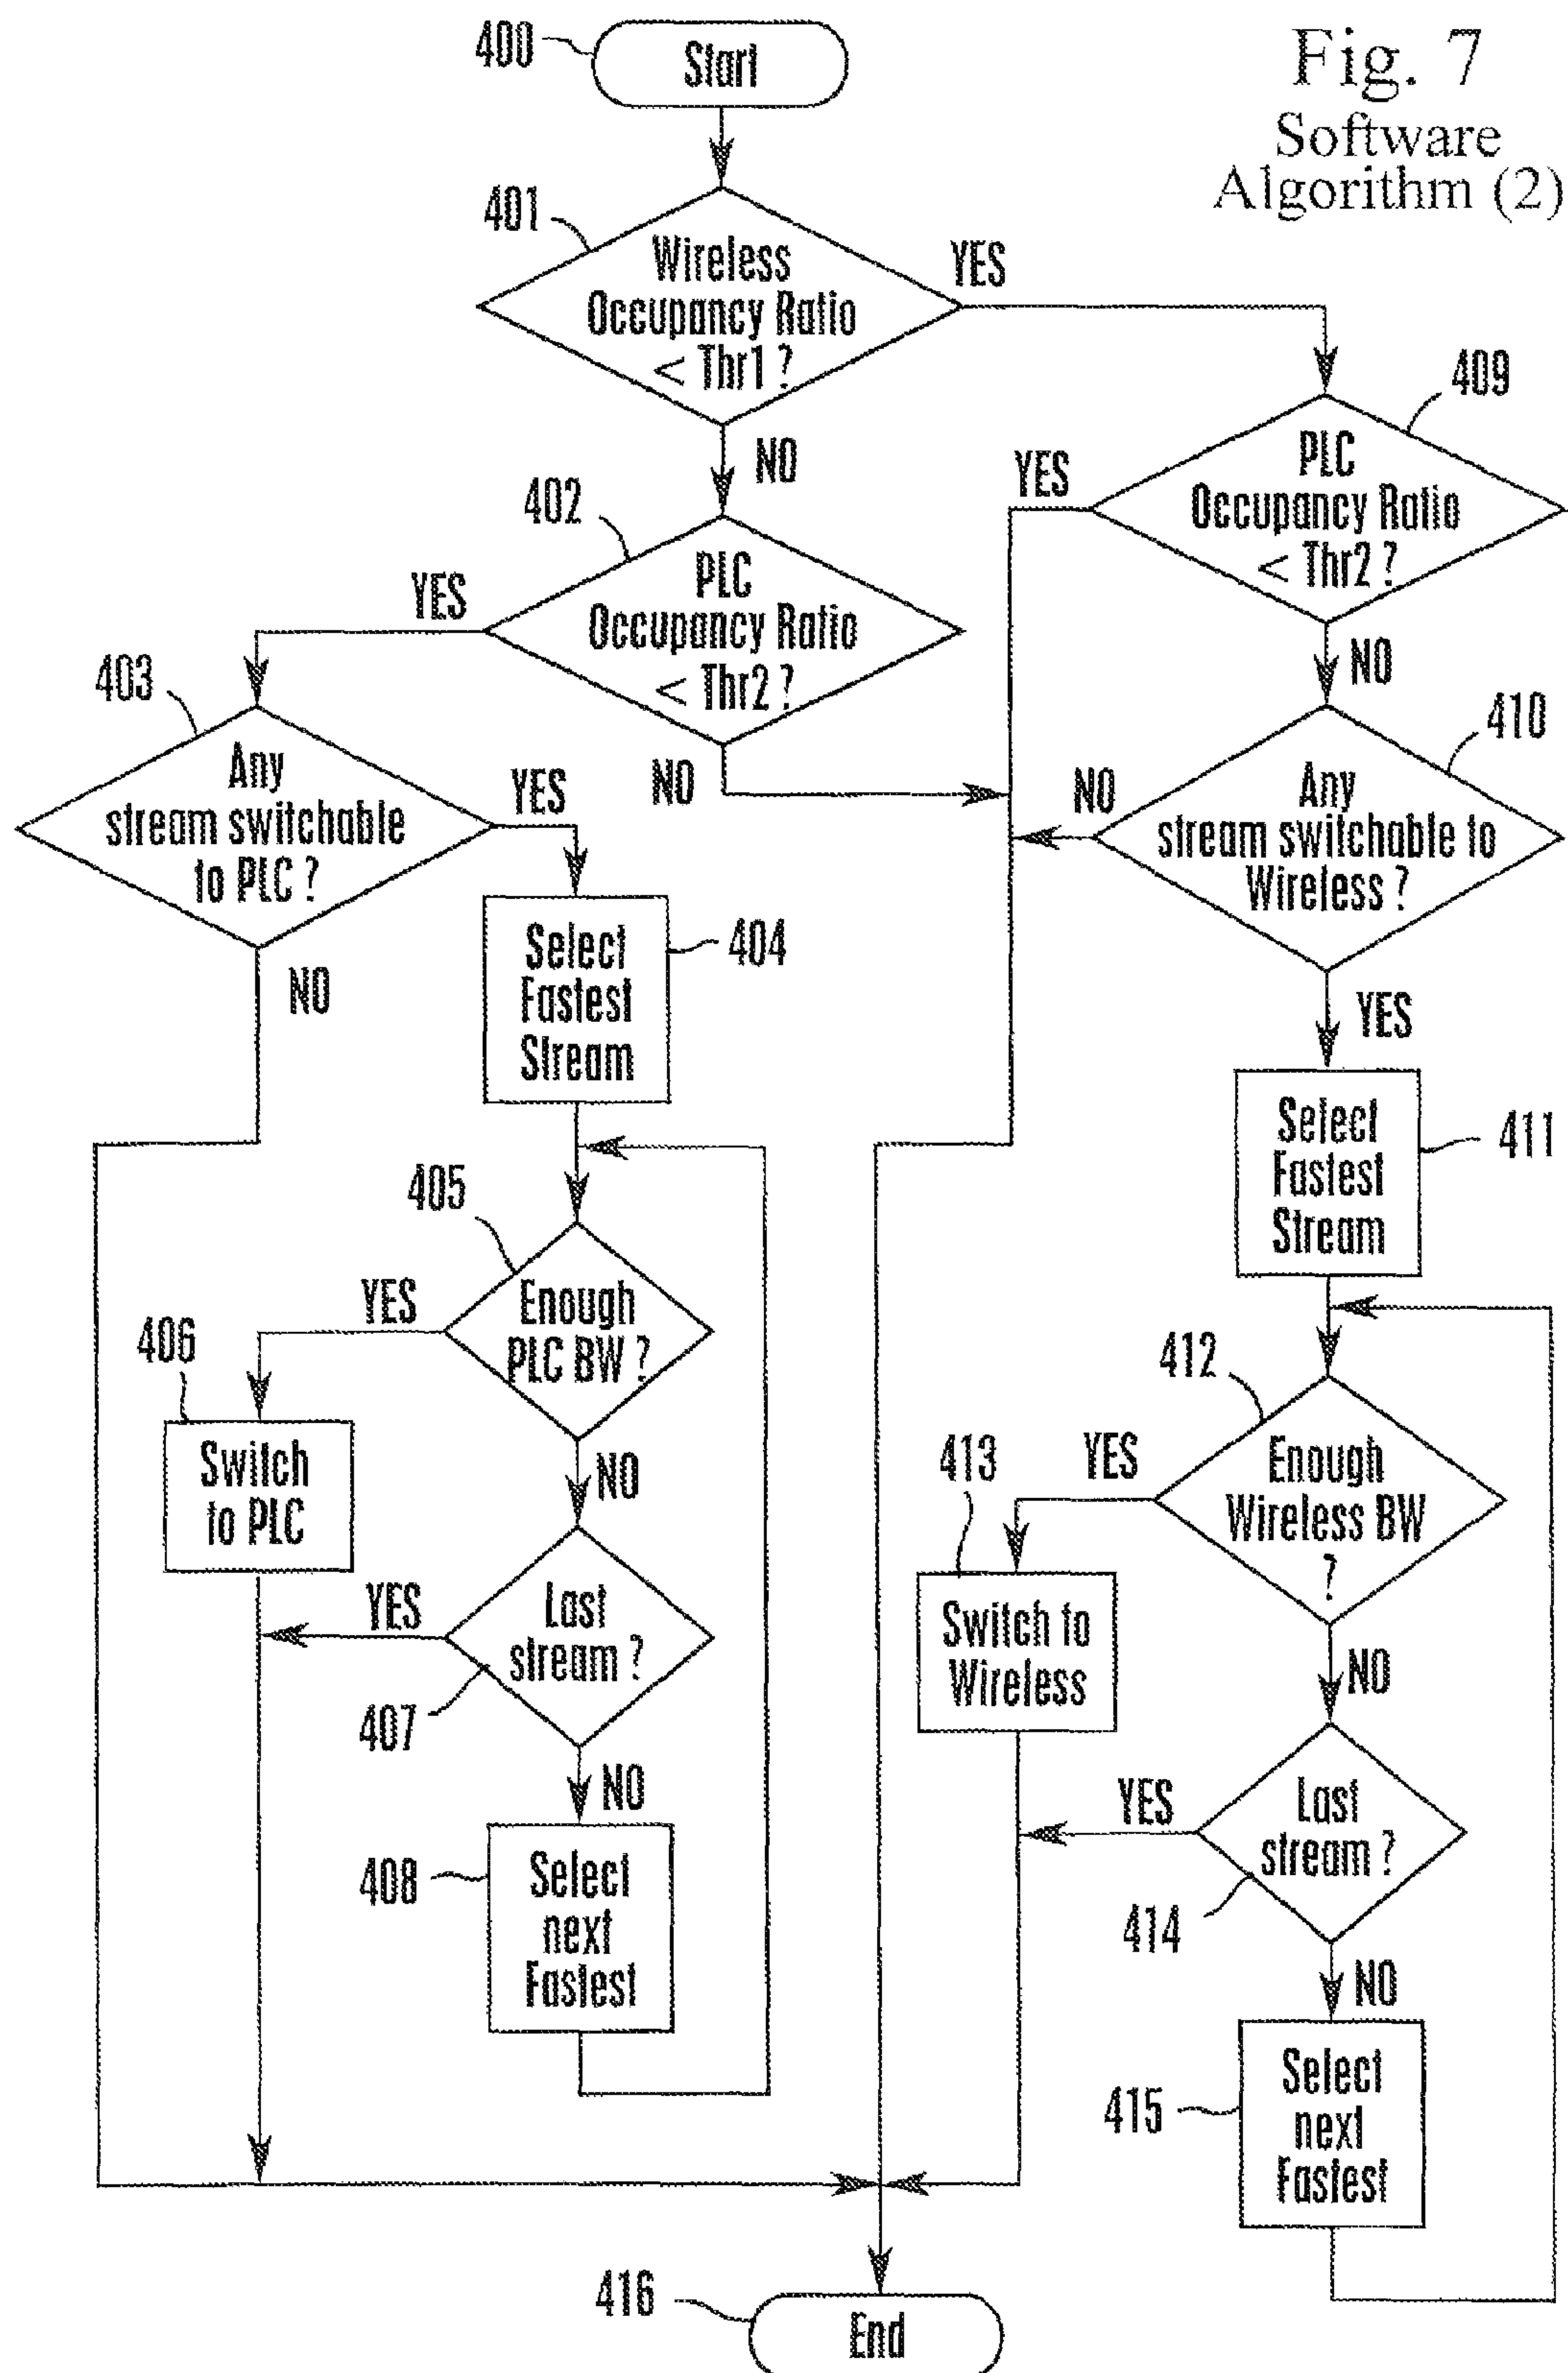 Fig. 7
Software
Algorithm (2)
400
Start
401
Wireless
Occupancy Ratio
< Thr1 ?
YES
NO
409
PLC
Occupancy Ratio
< Thr2 ?
YES
NO
402
PLC
Occupancy Ratio
< Thr2 ?
YES
NO
403
Any
stream switchable
to PLC ?
YES
NO
410
Any
stream switchable to
Wireless ?
NO
YES
404
Select
Fastest
Stream
411
Select
Fastest
Stream
405
Enough
PLC BW ?
YES
NO
406
Switch
to PLC
412
Enough
Wireless BW
?
YES
NO
413
Switch to
Wireless
407
Last
stream ?
YES
NO
414
Last
stream ?
YES
NO
408
Select
next
Fastest
415
Select
next
Fastest
416
End